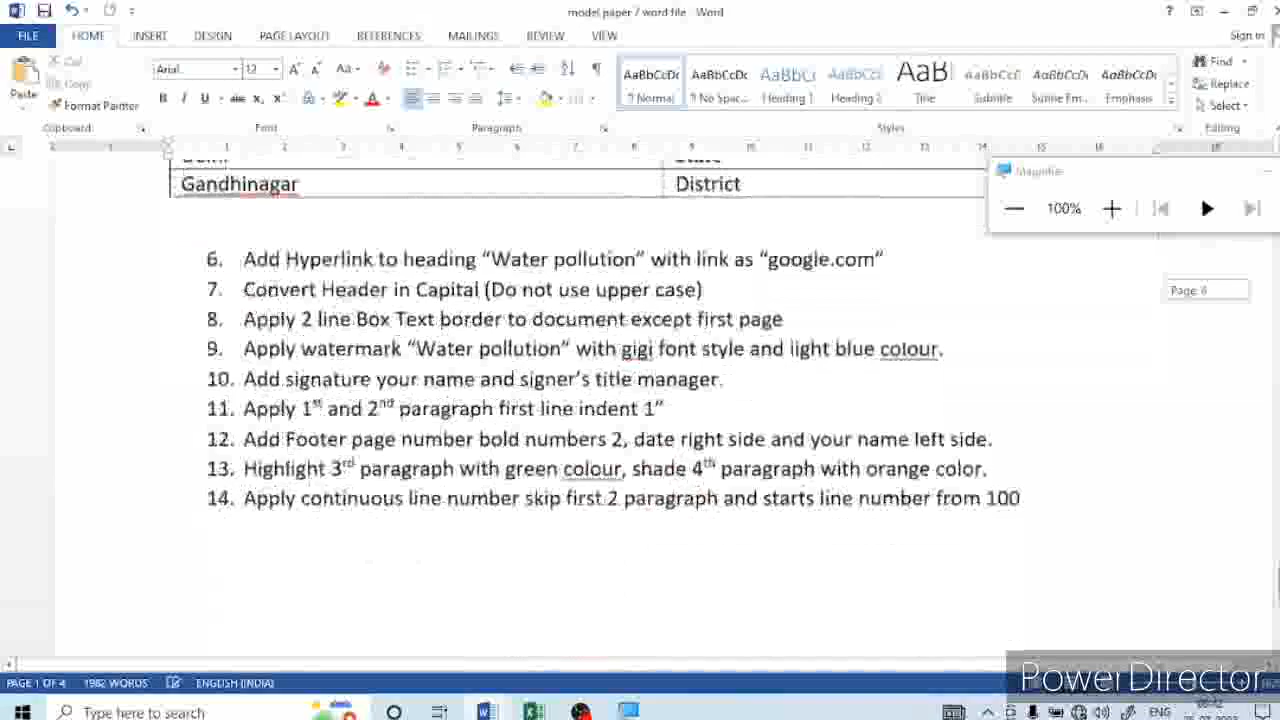 model paper 7 word file - Word
FILE HOME INSERT DESIGN PAGE LAYOUT REFERENCES MAILINGS REVIEW VIEW Sign in
Cut
Copy
Paste
Format Painter
Arial 12
AaBbCcDc AaBbCcDc AaBbCc AaBbCc AaB AaBbCcD AaBbCcDc AaBbCcDc
¶ Normal ¶ No Spac... Heading 1 Heading 2 Title Subtitle Subtle Em... Emphasis
Find
Replace
Select
Clipboard Font Paragraph Styles Editing
State
Gandhinagar District
Magnifier
100%
Page: 6
6. Add Hyperlink to heading “Water pollution” with link as “google.com”
7. Convert Header in Capital (Do not use upper case)
8. Apply 2 line Box Text border to document except first page
9. Apply watermark “Water pollution” with gigi font style and light blue colour.
10. Add signature your name and signer’s title manager.
11. Apply 1st and 2nd paragraph first line indent 1”
12. Add Footer page number bold numbers 2, date right side and your name left side.
13. Highlight 3rd paragraph with green colour, shade 4th paragraph with orange color.
14. Apply continuous line number skip first 2 paragraph and starts line number from 100
PAGE 1 OF 4 1982 WORDS ENGLISH (INDIA)
PowerDirector
Type here to search
ENG